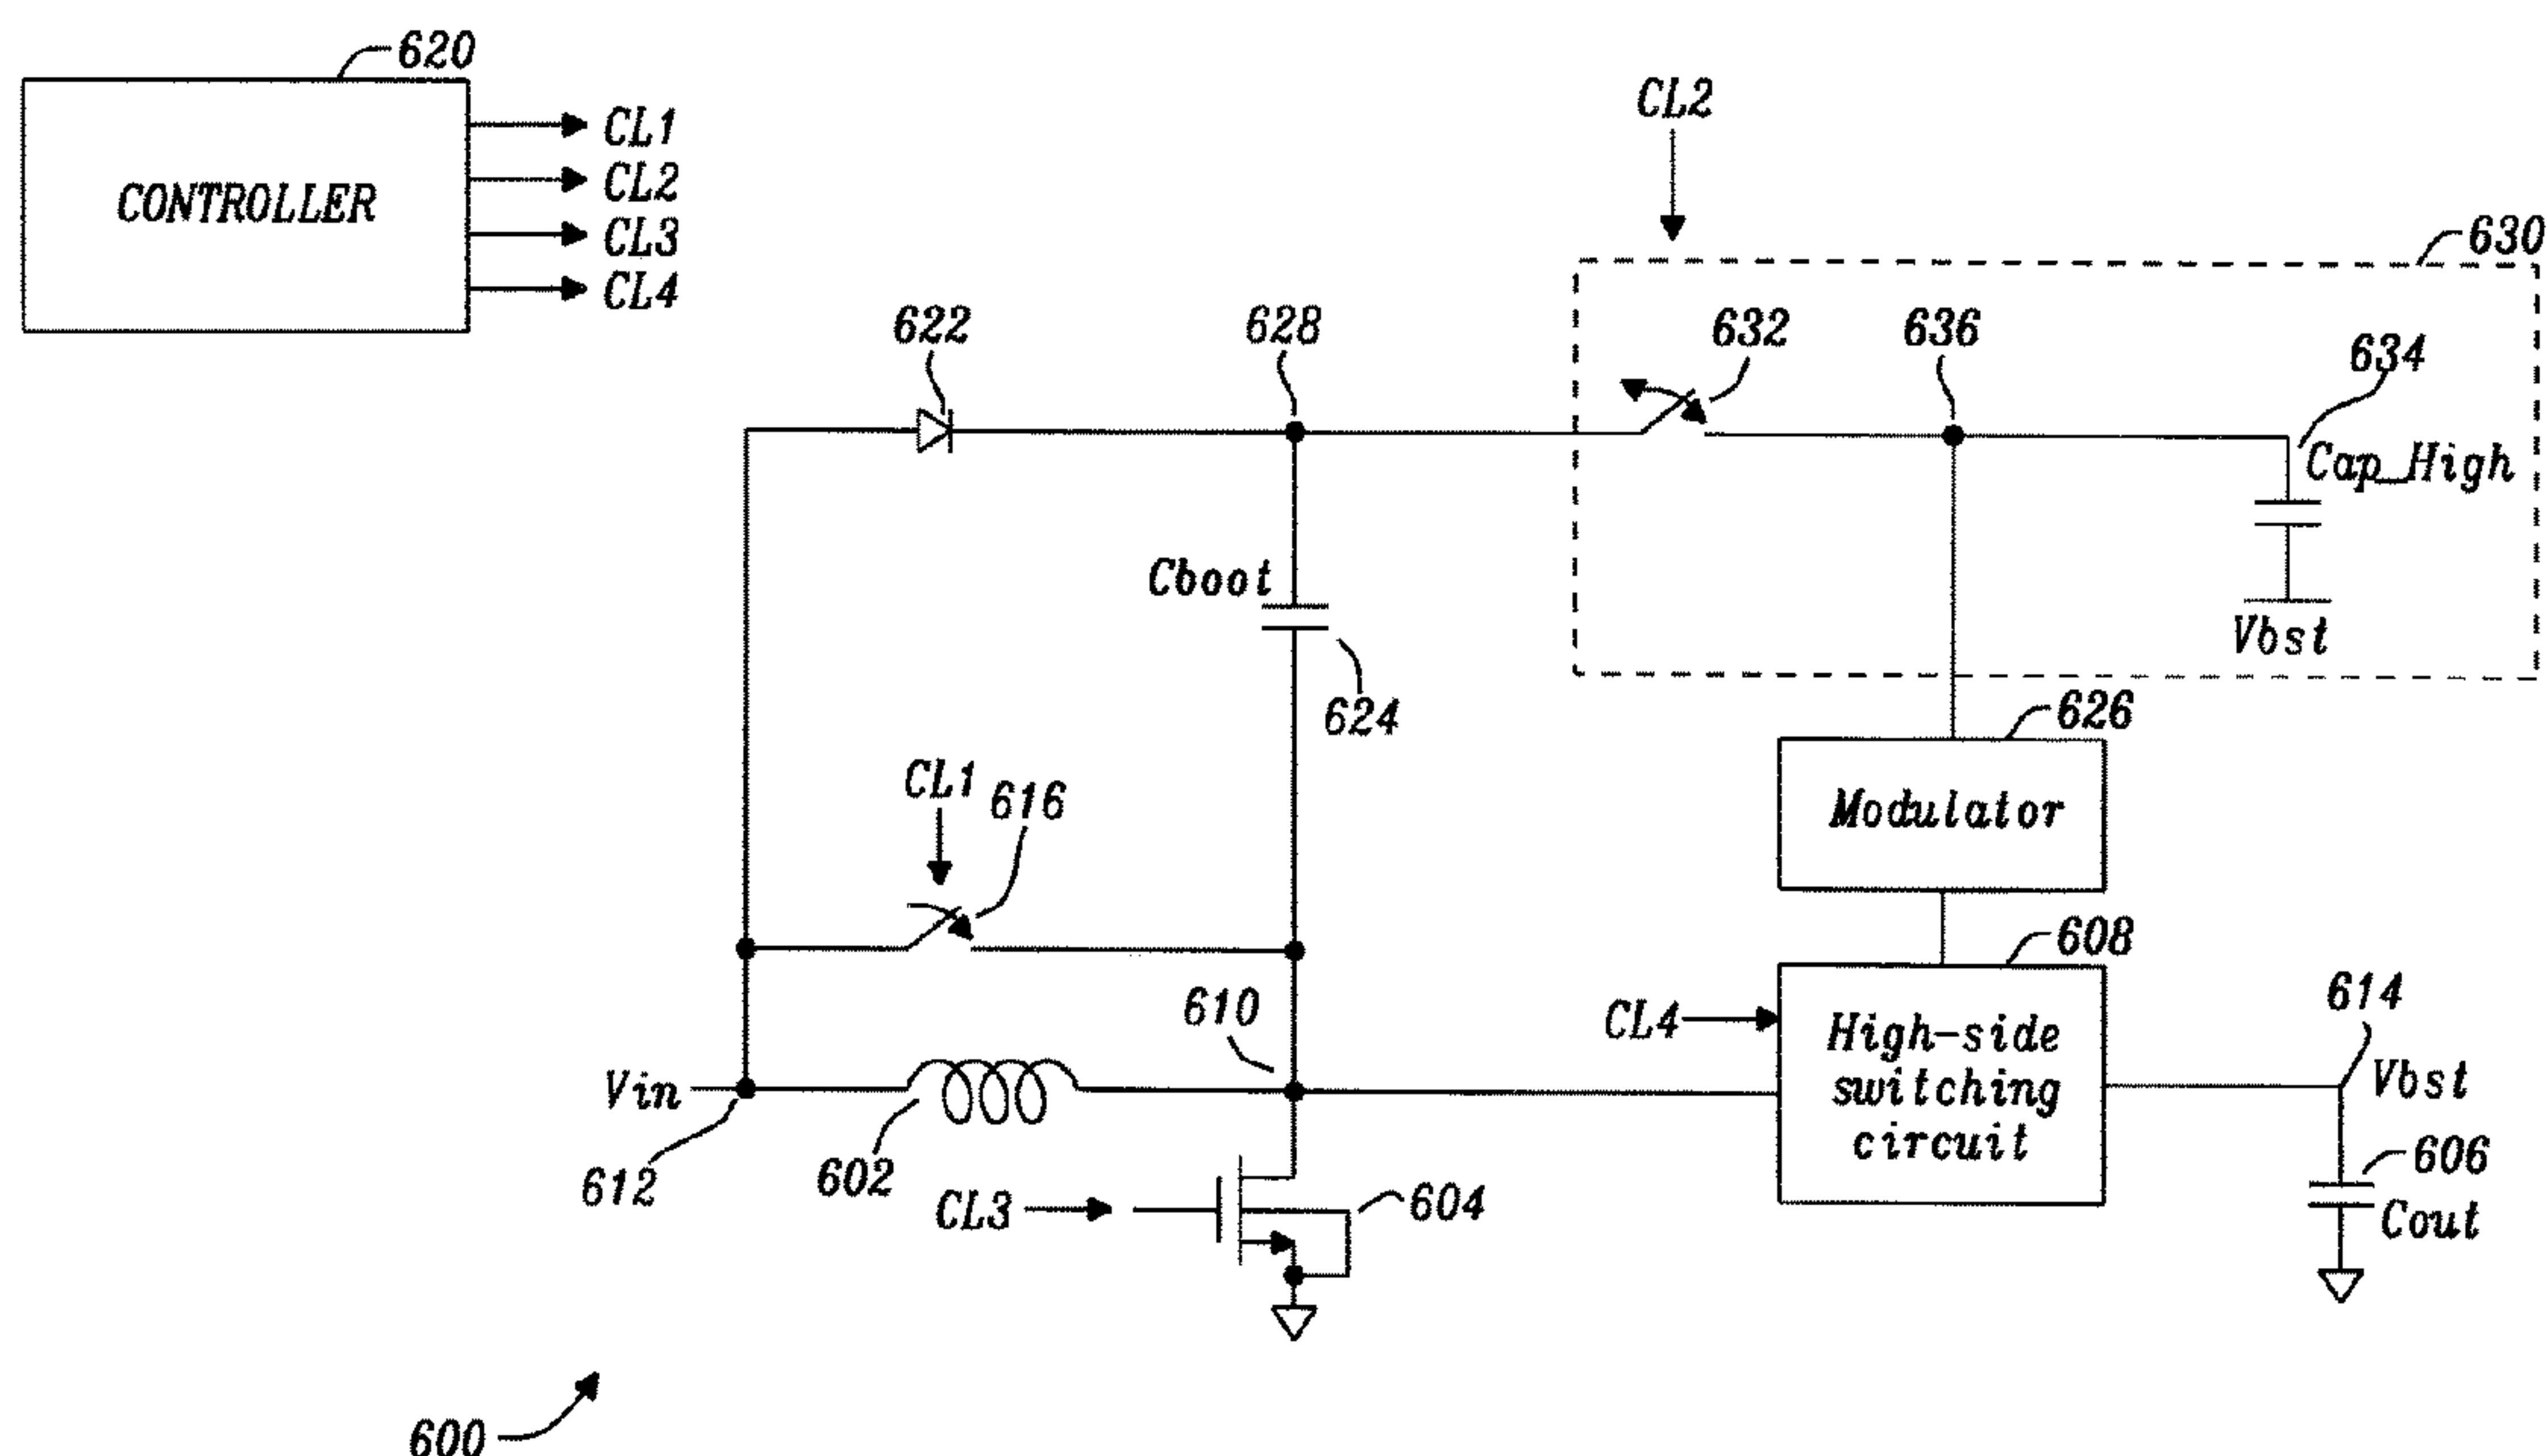 620
CONTROLLER
CL1
CL2
CL3
CL4
CL2
630
622
628
632
636
634
Cap_High
Cboot
Vbst
624
626
Modulator
CL1
616
608
610
CL4
High-side
switching
circuit
614
Vbst
Vin
612
602
CL3
604
606
Cout
600